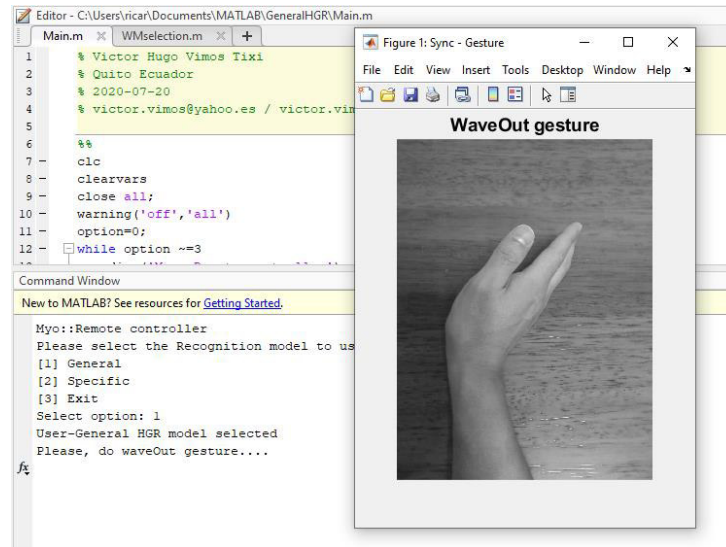 Editor - C:\Users\ricar\Documents\MATLAB\GeneralHGR\Main.m
Main.m × WMselection.m × +
1 % Victor Hugo Vimos Tixi
2 % Quito Ecuador
3 % 2020-07-20
4 % victor.vimos@yahoo.es /
5
6 %%
7 - clc
8 - clearvars
9 - close all;
10 - warning('off','all')
11 - option=0;
12 - while option ~=3
Command Window
New to MATLAB? See resources for Getting Started.
Myo::Remote controller
Please select the Recognition model to
[1] General
[2] Specific
[3] Exit
Select option: 1
User-General HGR model selected
Please, do waveOut gesture....
fx
Figure 1: Sync - Gesture
File Edit View Insert Tools Desktop Window Help
WaveOut gesture